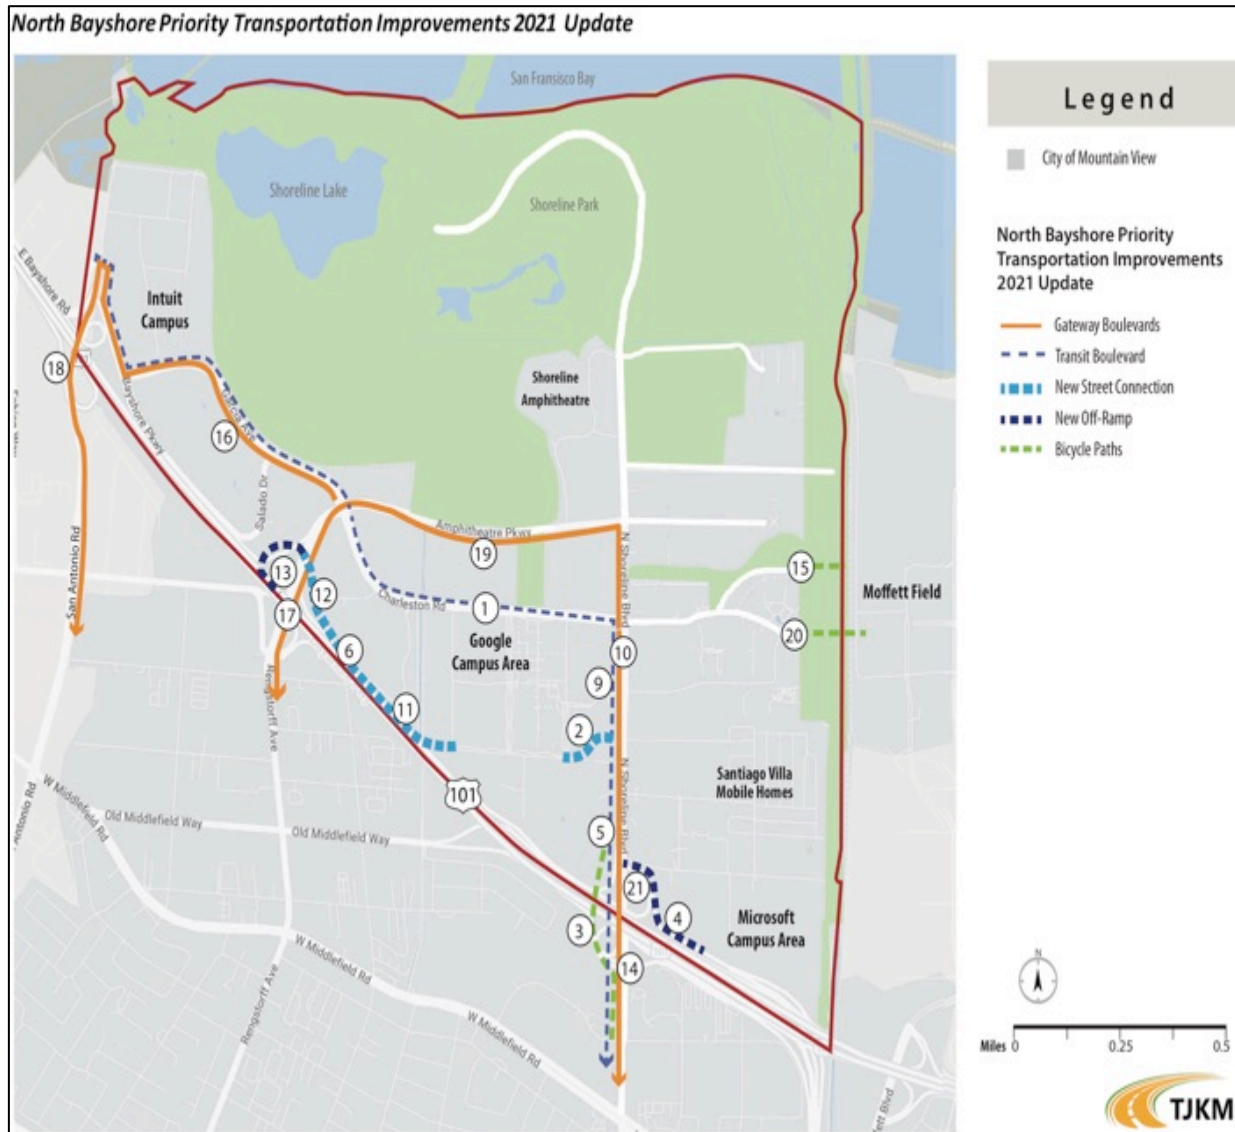 North Bayshore Priority Transportation Improvements 2021 Update
San Fransisco Bay
Legend
City of Mountain View
Shoreline Lake
Shoreline Park
North Bayshore Priority
Transportation Improvements
2021 Update
E Bayshore Rd
Intuit
Campus
Gateway Boulevards
Transit Boulevard
New Street Connection
New Off-Ramp
Bicycle Paths
18
Bayshore Pkwy
Garcia Ave
16
Shoreline
Amphitheatre
Salado Dr
Amphitheatre Pkwy
19
N Shoreline Blvd
San Antonio Rd
13
12
17
Charleston Rd
1
15
Moffett Field
20
Google
Campus Area
10
9
6
11
2
Rengstorff Ave
N Shoreline Blvd
Santiago Villa
Mobile Homes
101
Antonio Rd
W Middlefield Rd
Old Middlefield Way
Old Middlefield Way
5
21
4
3
Microsoft
Campus Area
14
W Middlefield Rd
Rengstorff Ave
W Middlefield Rd
N
Miles 0 0.25 0.5
ett Blvd
TJKM